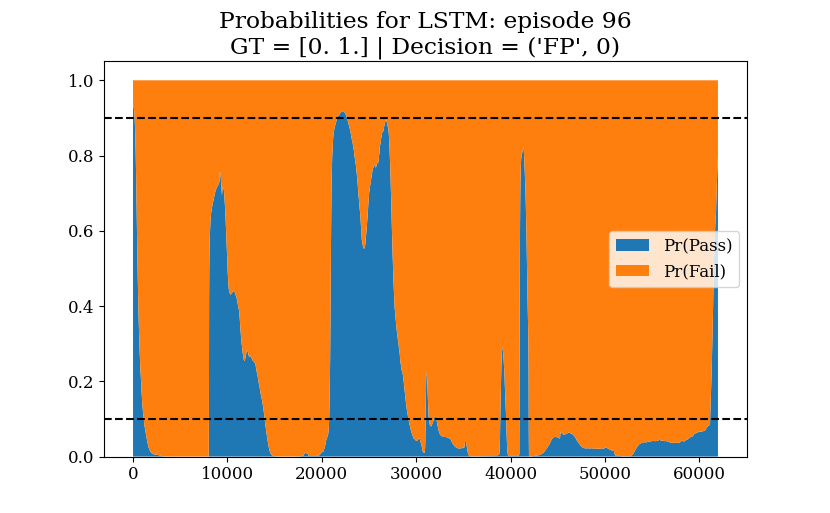 Probabilities for LSTM: episode 96
GT = [0. 1.] | Decision = ('FP', 0)
1.0
0.8
0.6
0.4
0.2
0.0
Pr(Pass)
Pr(Fail)
0 10000 20000 30000 40000 50000 60000